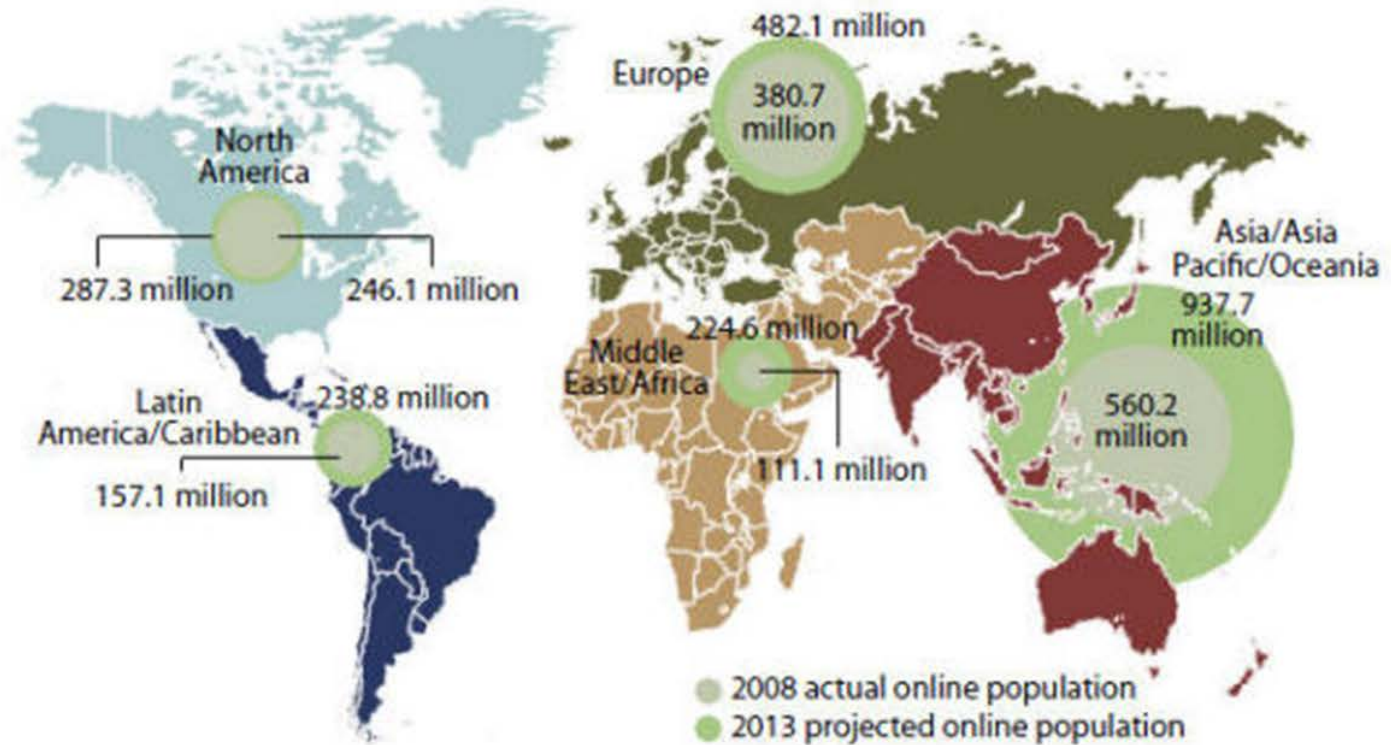 482.1 million
Europe
380.7
million
North
America
287.3 million
246.1 million
Asia/Asia
Pacific/Oceania
937.7
million
224.6 million
Middle
East/Africa
560.2
million
111.1 million
Latin
America/Caribbean
238.8 million
157.1 million
2008 actual online population
2013 projected online population